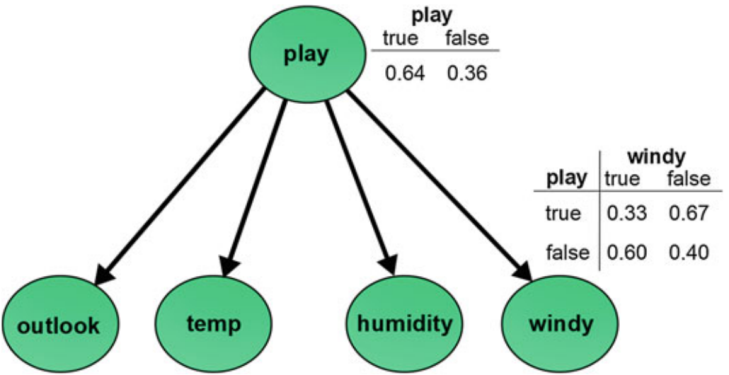 play
play
true false
0.64 0.36
windy
play true false
true 0.33 0.67
false 0.60 0.40
outlook
temp
humidity
windy